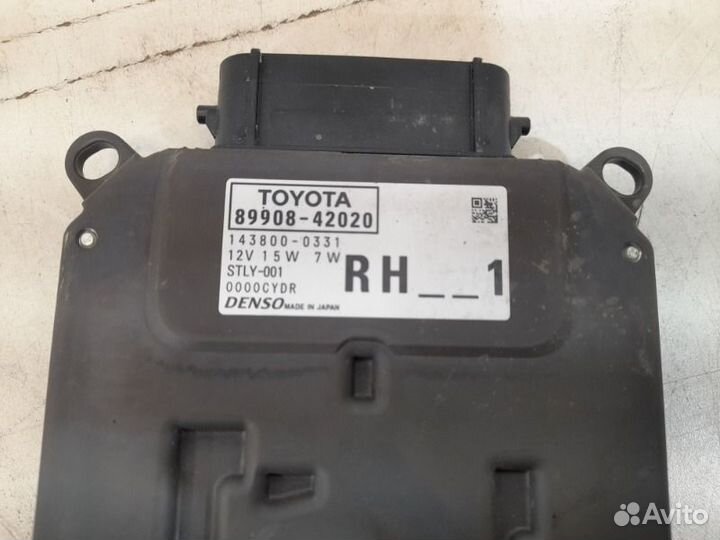 TOYOTA
89908-42020
143800-0331
12V 15W 7W
STLY-001
0000CYDR
RH__1
DENSO MADE IN JAPAN
Avito